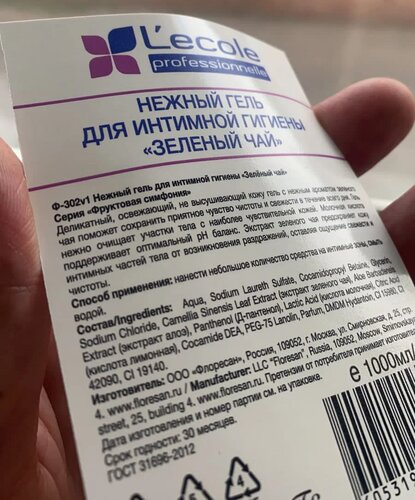 L'ecole
professionnelle
НЕЖНЫЙ ГЕЛЬ
ДЛЯ ИНТИМНОЙ ГИГИЕНЫ
«ЗЕЛЕНЫЙ ЧАЙ»
Ф-302v1 Нежный гель для интимной гигиены «Зелёный чай»
Серия «Фруктовая симфония»
Деликатный, освежающий, не высушивающий кожу гель с нежным ароматом зеленого
чая поможет сохранить приятное чувство чистоты и свежести в течение всего дня. Гель
нежно очищает участки тела с наиболее чувствительной кожей. Молочная кислота
поддерживает оптимальный pH баланс. Экстракт зеленого чая предохраняет кожу
интимных частей тела от возникновения раздражений, оставляя ощущение свежести и
чистоты.
Способ применения: нанести небольшое количество средства на интимные зоны, смыть
водой.
Состав/Ingredients: Aqua, Sodium Laureth Sulfate, Cocamidopropyl Betaine, Glycerin,
Sodium Chloride, Camellia Sinensis Leaf Extract (экстракт зеленого чая), Aloe Barbadensis
Extract (экстракт алоэ), Panthenol (Д-пантенол), Lactic Acid (молочная кислота), Citric Acid
(кислота лимонная), Cocamide DEA, PEG-75 Lanolin, Parfum, DMDM Hydantoin, CI 15985, CI
42090, CI 19140.
Изготовитель: ООО «Флоресан», Россия, 109052, г. Москва, ул. Смирновская, д. 25, стр.
4. www.floresan.ru / Manufacturer: LLC "Floresan", Russia, 109052, Moscow, Smirnovskaya
street, 25, building 4. www.floresan.ru. Претензии от потребителя принимает изготовитель.
Дата изготовления и номер партии см. на упаковке.
Срок годности: 30 месяцев.
ГОСТ 31696-2012
℮ 1000мл
5
4